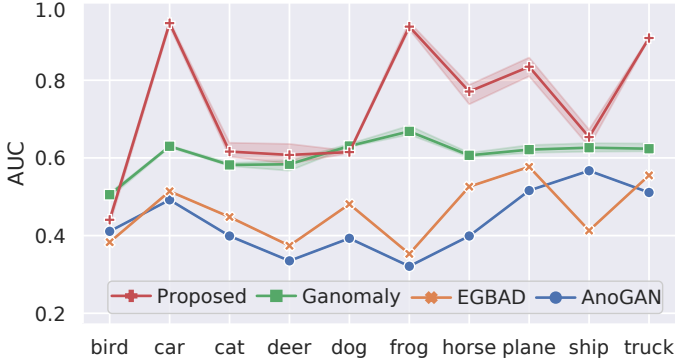 1.0
0.8
0.6
0.4
0.2
AUC
Proposed Ganomaly EGBAD AnoGAN
bird car cat deer dog frog horse plane ship truck